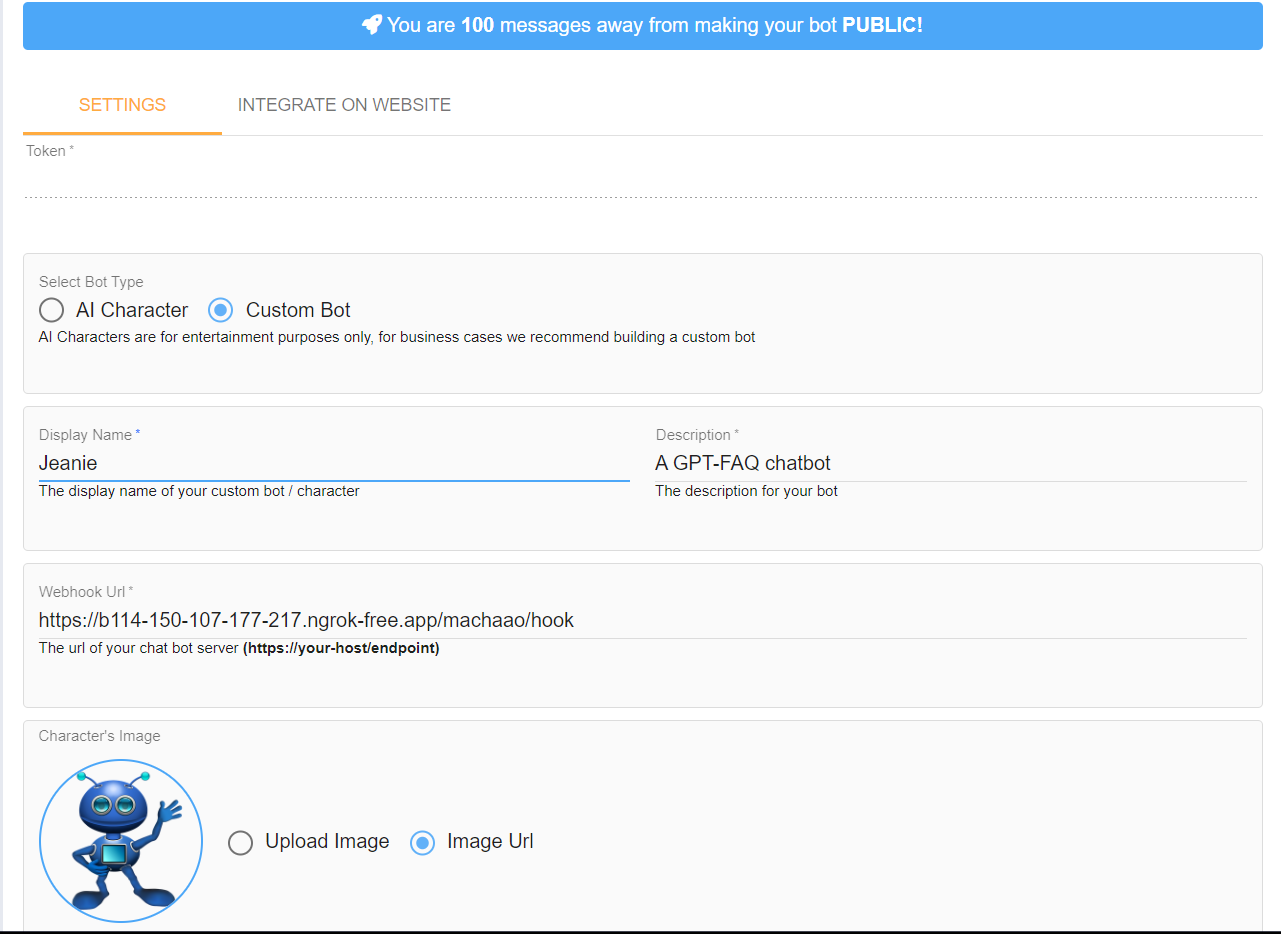 You are 100 messages away from making your bot PUBLIC!
SETTINGS INTEGRATE ON WEBSITE
Token *
Select Bot Type
AI Character Custom Bot
AI Characters are for entertainment purposes only, for business cases we recommend building a custom bot
Display Name *
Jeanie
The display name of your custom bot / character
Description *
A GPT-FAQ chatbot
The description for your bot
Webhook Url *
https://b114-150-107-177-217.ngrok-free.app/machaao/hook
The url of your chat bot server (https://your-host/endpoint)
Character's Image
Upload Image Image Url